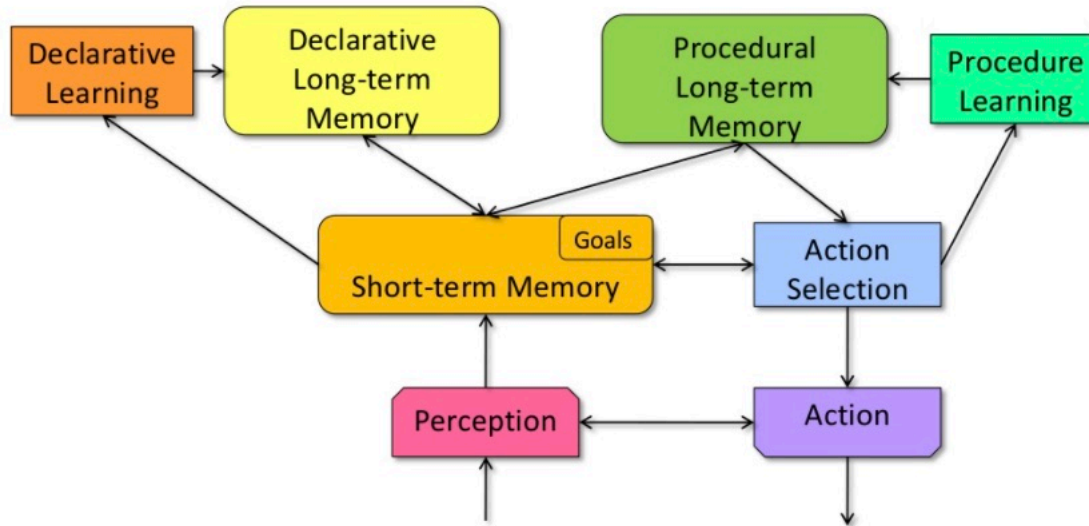 Declarative
Learning
Declarative
Long-term
Memory
Procedural
Long-term
Memory
Procedure
Learning
Goals
Short-term Memory
Action
Selection
Perception
Action